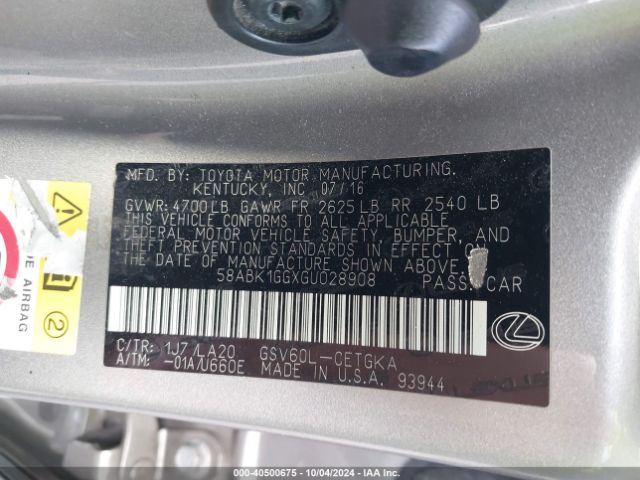 MFD. BY: TOYOTA MOTOR MANUFACTURING.
KENTUCKY, INC 07/16
GVWR: 4700LB GAWR FR 2625 LB RR 2540 LB
THIS VEHICLE CONFORMS TO ALL APPLICABLE
FEDERAL MOTOR VEHICLE SAFETY, BUMPER, AND
THEFT PREVENTION STANDARDS IN EFFECT ON
THE DATE OF MANUFACTURE SHOWN ABOVE.
58ABK1GGXGU028908 PASS CAR
C/TR: 1J7/LA20 GSV60L-CETGKA
A/TM: -01A/U660E MADE IN U.S.A. 93944
AIRBAG
2
40500675 - 10/04/2024 - IAA Inc.